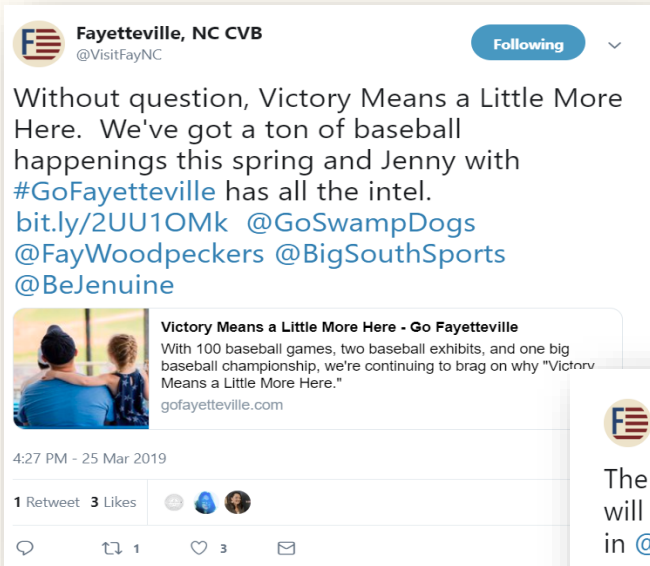 Fayetteville, NC CVB
@VisitFayNC
Following
Without question, Victory Means a Little More
Here.  We've got a ton of baseball
happenings this spring and Jenny with
#GoFayetteville has all the intel.
bit.ly/2UU1OMk  @GoSwampDogs
@FayWoodpeckers @BigSouthSports
@BeJenuine
Victory Means a Little More Here - Go Fayetteville
With 100 baseball games, two baseball exhibits, and one big
baseball championship, we're continuing to brag on why "Victory
Means a Little More Here."
gofayetteville.com
4:27 PM - 25 Mar 2019
1 Retweet  3 Likes
1  3
The
will
in @